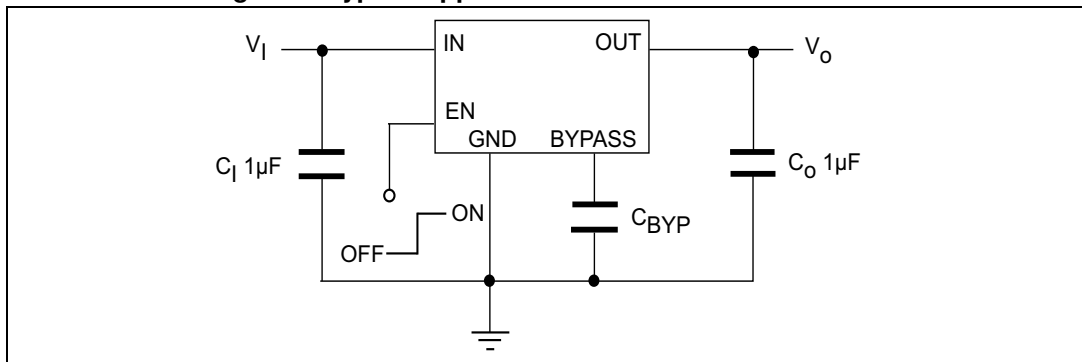 V_I
IN
OUT
V_o
EN
GND
BYPASS
C_I 1µF
C_o 1µF
ON
C_BYP
OFF